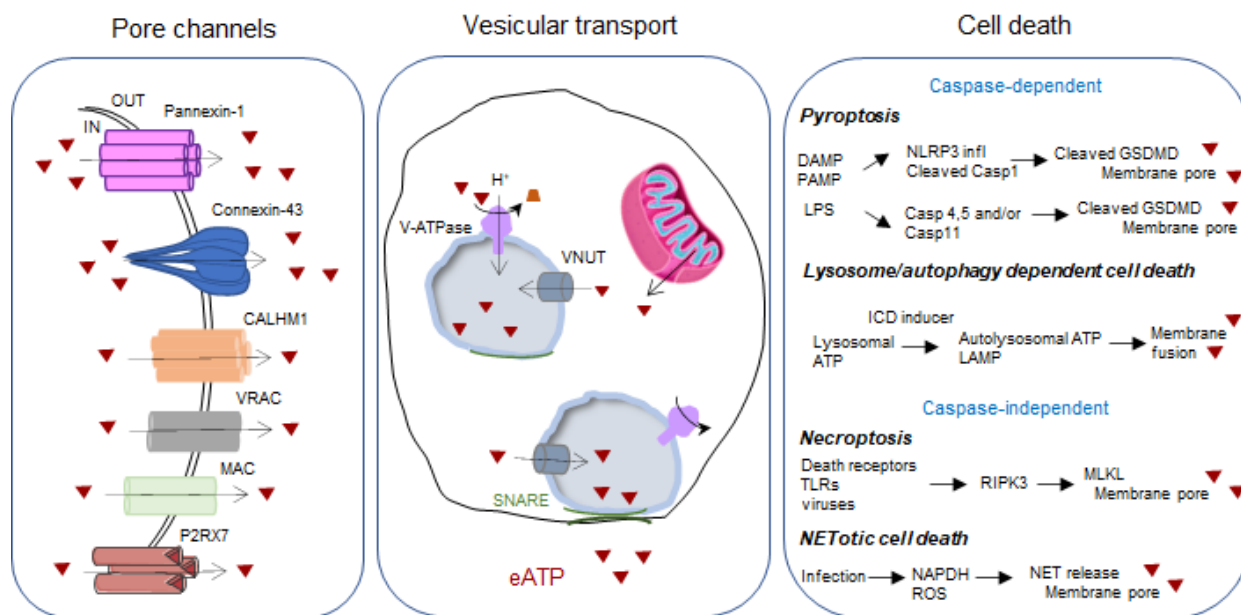 Pore channels
OUT
Pannexin-1
IN
Connexin-43
CALHM1
VRAC
MAC
P2RX7
Vesicular transport
H⁺
V-ATPase
VNUT
SNARE
eATP
Cell death
Caspase-dependent
Pyroptosis
DAMP
PAMP
NLRP3 infl
Cleaved Casp1
Cleaved GSDMD
Membrane pore
LPS
Casp 4,5 and/or
Casp11
Cleaved GSDMD
Membrane pore
Lysosome/autophagy dependent cell death
ICD inducer
Lysosomal
ATP
Autolysosomal ATP
LAMP
Membrane
fusion
Caspase-independent
Necroptosis
Death receptors
TLRs
viruses
RIPK3
MLKL
Membrane pore
NETotic cell death
Infection
NAPDH
ROS
NET release
Membrane pore